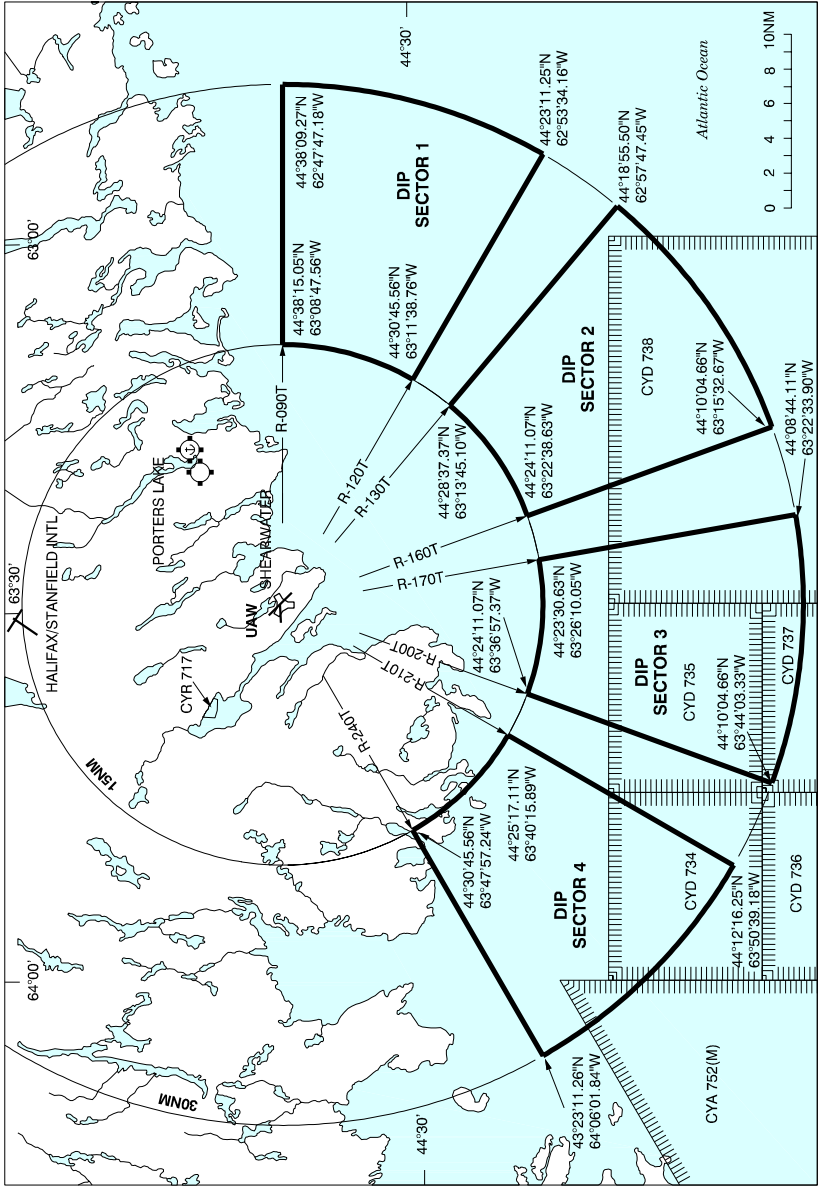 44°30'
10NM
8
6
4
2
0
Atlantic Ocean
63°00'
44°38'09.27"N
62°47'47.18"W
DIP
SECTOR 1
44°23'11.25"N
62°53'34.16"W
44°18'55.50"N
62°57'47.45"W
44°38'15.05"N
63°08'47.56"W
44°30'45.56"N
63°11'38.76"W
R-090T
R-120T
R-130T
DIP
SECTOR 2
CYD 738
44°28'37.37"N
63°13'45.10"W
44°24'11.07"N
63°22'38.63"W
44°10'04.66"N
63°15'32.67"W
44°08'44.11"N
63°22'33.90"W
PORTERS LAKE
SHEARWATER
UAW
63°30'
HALIFAX/STANFIELD INTL
CYR 717
R-160T
R-170T
R-200T
R-210T
R-240T
44°23'30.63"N
63°26'10.05"W
44°24'11.07"N
63°36'57.37"W
DIP
SECTOR 3
CYD 735
CYD 737
44°10'04.66"N
63°44'03.33"W
15NM
44°25'17.11"N
63°40'15.89"W
44°30'45.56"N
63°47'57.24"W
DIP
SECTOR 4
CYD 734
44°12'16.25"N
63°50'39.18"W
CYD 736
64°00'
30NM
43°23'11.26"N
64°06'01.84"W
CYA 752(M)
44°30'